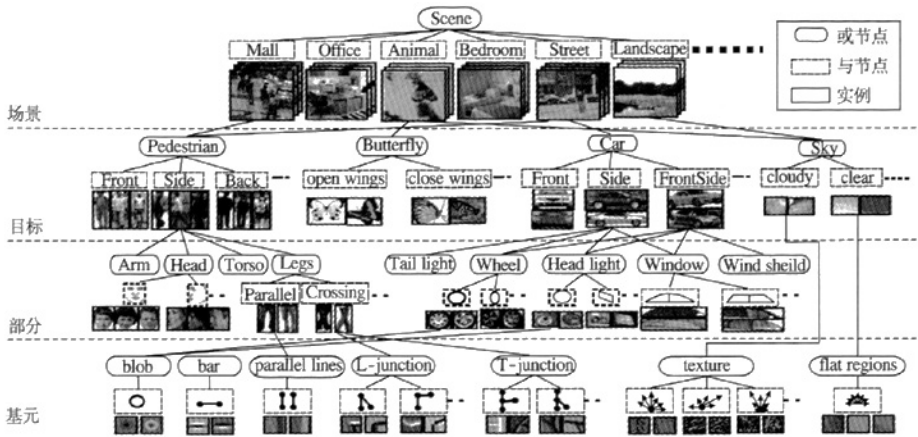 Scene
Mall Office Animal Bedroom Street Landscape
或节点
与节点
实例
场景
Pedestrian Butterfly Car Sky
Front Side Back open wings close wings Front Side FrontSide cloudy clear
目标
Arm Head Torso Legs Tail light Wheel Head light Window Wind sheild
Parallel Crossing
部分
blob bar parallel lines L-junction T-junction texture flat regions
基元